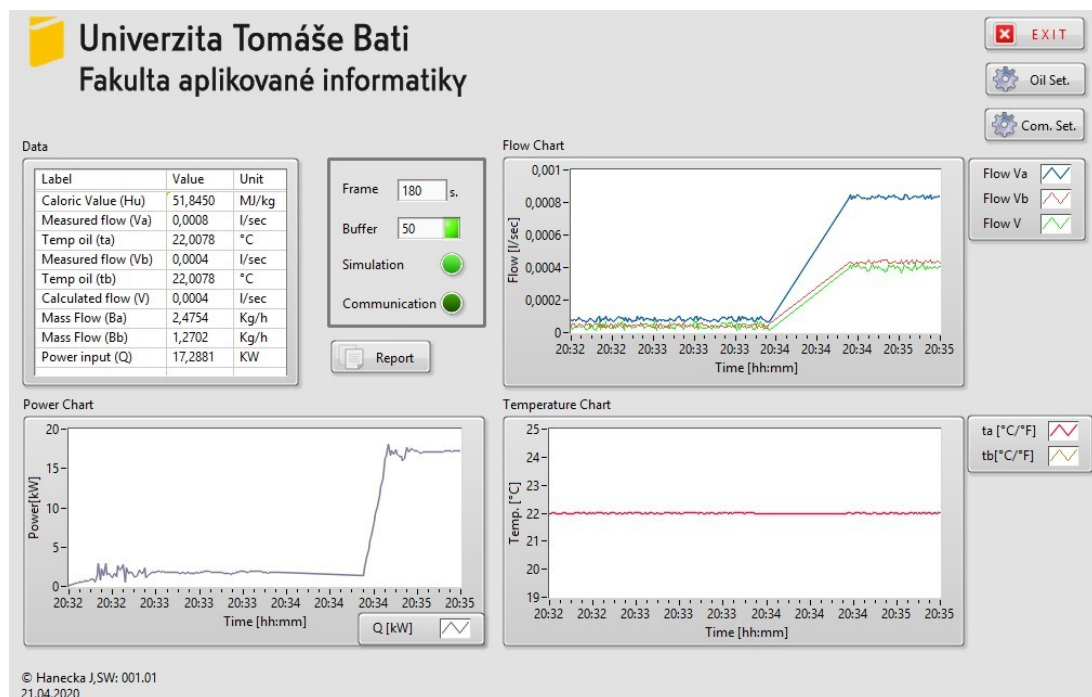 Univerzita Tomáše Bati
Fakulta aplikované informatiky
EXIT
Oil Set.
Com. Set.
Data
Label Value Unit
Caloric Value (Hu) 51,8450 MJ/kg
Measured flow (Va) 0,0008 l/sec
Temp oil (ta) 22,0078 °C
Measured flow (Vb) 0,0004 l/sec
Temp oil (tb) 22,0078 °C
Calculated flow (V) 0,0004 l/sec
Mass Flow (Ba) 2,4754 Kg/h
Mass Flow (Bb) 1,2702 Kg/h
Power input (Q) 17,2881 KW
Frame 180 s.
Buffer 50
Simulation
Communication
Report
Flow Chart
Flow [l/sec]
0,001
0,0008
0,0006
0,0004
0,0002
0
20:32 20:32 20:33 20:33 20:34 20:34 20:34 20:35 20:35
Time [hh:mm]
Flow Va
Flow Vb
Flow V
Power Chart
Power[kW]
20
15
10
5
0
20:32 20:32 20:33 20:33 20:34 20:34 20:34 20:34 20:35 20:35
Time [hh:mm]
Q [kW]
Temperature Chart
Temp. [°C]
25
24
23
22
21
20
19
20:32 20:32 20:33 20:33 20:34 20:34 20:34 20:35 20:35
Time [hh:mm]
ta [°C/°F]
tb[°C/°F]
© Hanecka J,SW: 001.01
21.04.2020